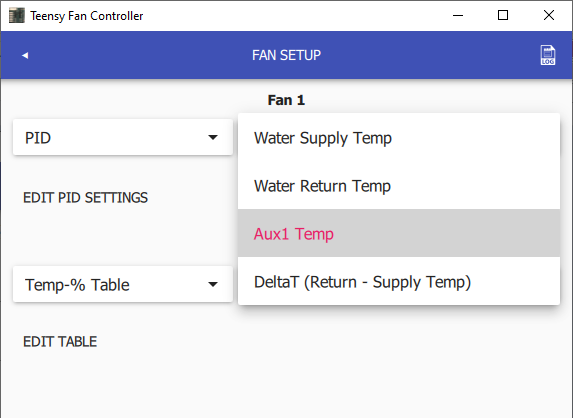 Teensy Fan Controller
FAN SETUP
LOG
Fan 1
PID
Water Supply Temp
Water Return Temp
EDIT PID SETTINGS
Aux1 Temp
Temp-% Table
DeltaT (Return - Supply Temp)
EDIT TABLE